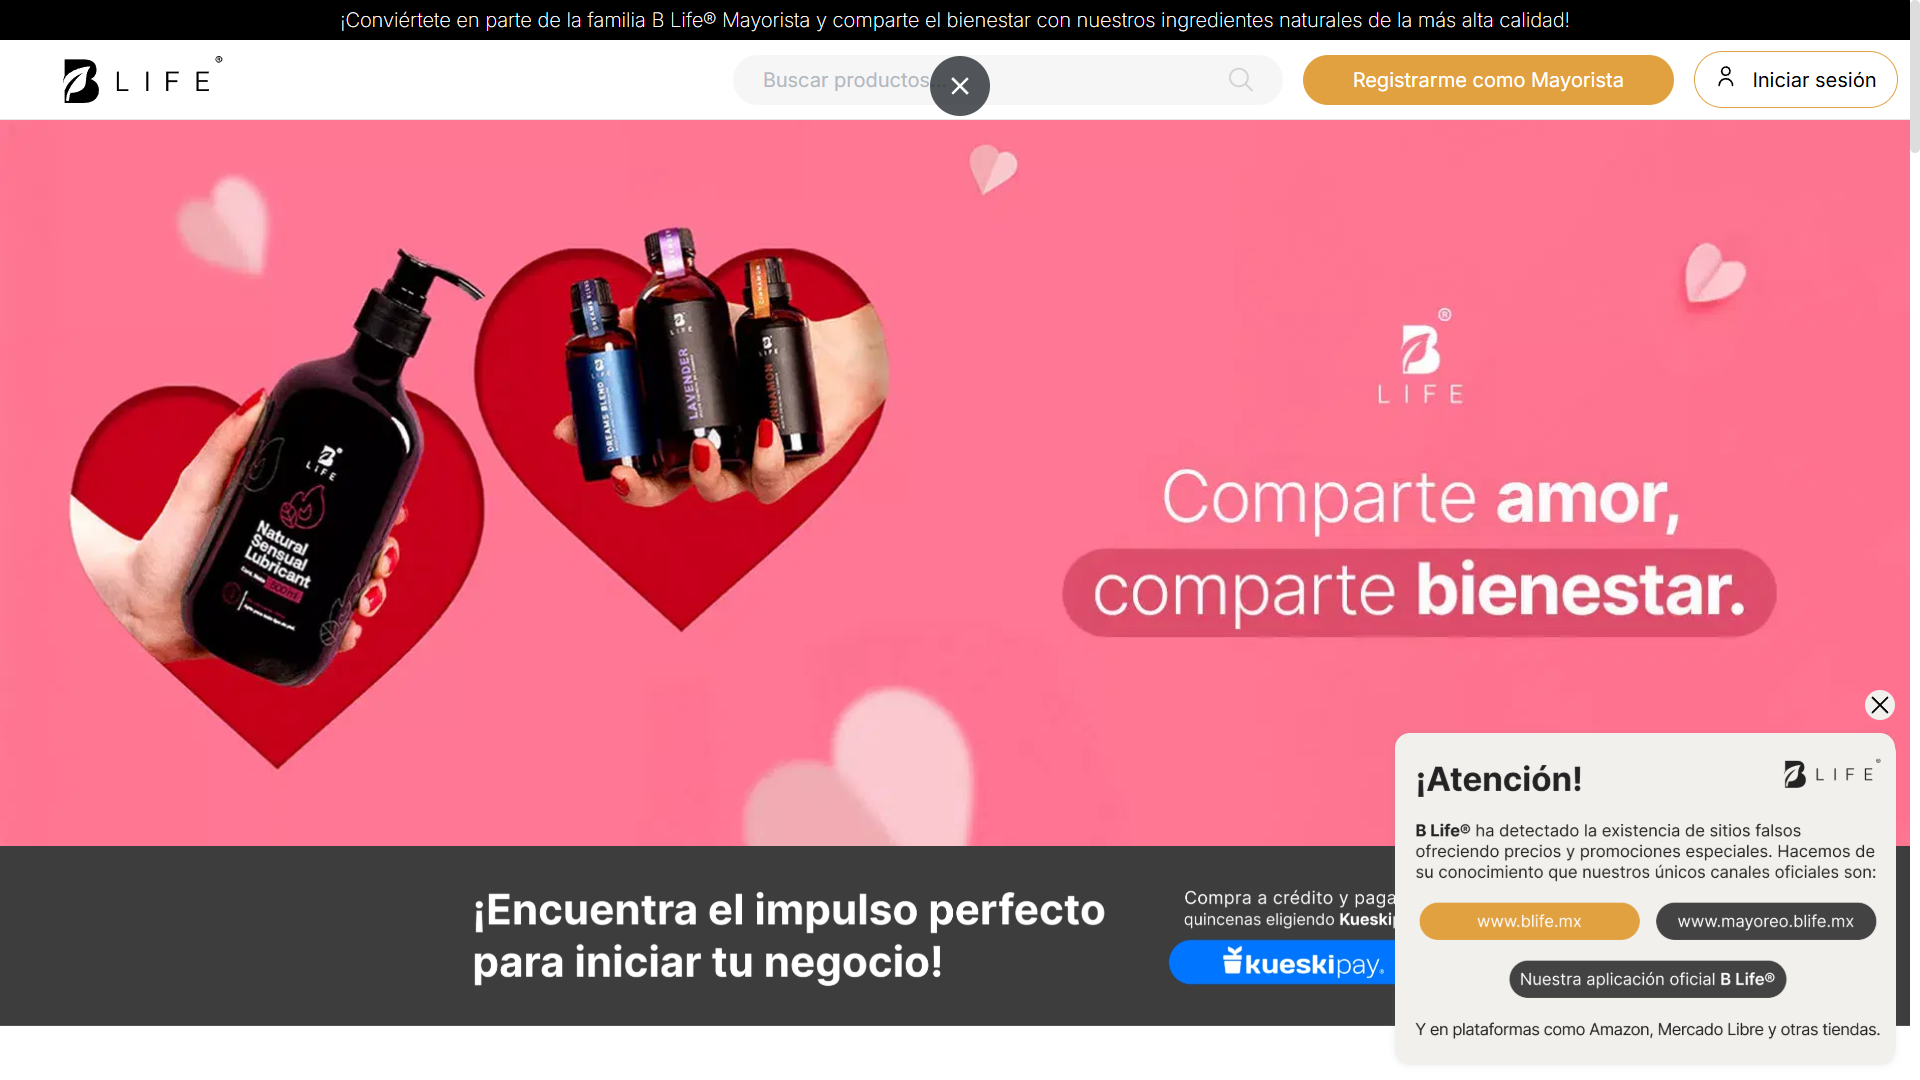 ¡Conviértete en parte de la familia B Life® Mayorista y comparte el bienestar con nuestros ingredientes naturales de la más alta calidad!
B LIFE®
Buscar productos...
Registrarme como Mayorista
Iniciar sesión
B LIFE
Natural
Sensual
Lubricant
500ml
DREAMS BLEND
B LIFE
LAVENDER
CINNAMON
B LIFE
B LIFE®
Comparte amor,
comparte bienestar.
¡Encuentra el impulso perfecto
para iniciar tu negocio!
Compra a crédito y paga
quincenas eligiendo Kueski
kueskipay.
¡Atención!
B LIFE®
B Life® ha detectado la existencia de sitios falsos
ofreciendo precios y promociones especiales. Hacemos de
su conocimiento que nuestros únicos canales oficiales son:
www.blife.mx
www.mayoreo.blife.mx
Nuestra aplicación oficial B Life®
Y en plataformas como Amazon, Mercado Libre y otras tiendas.